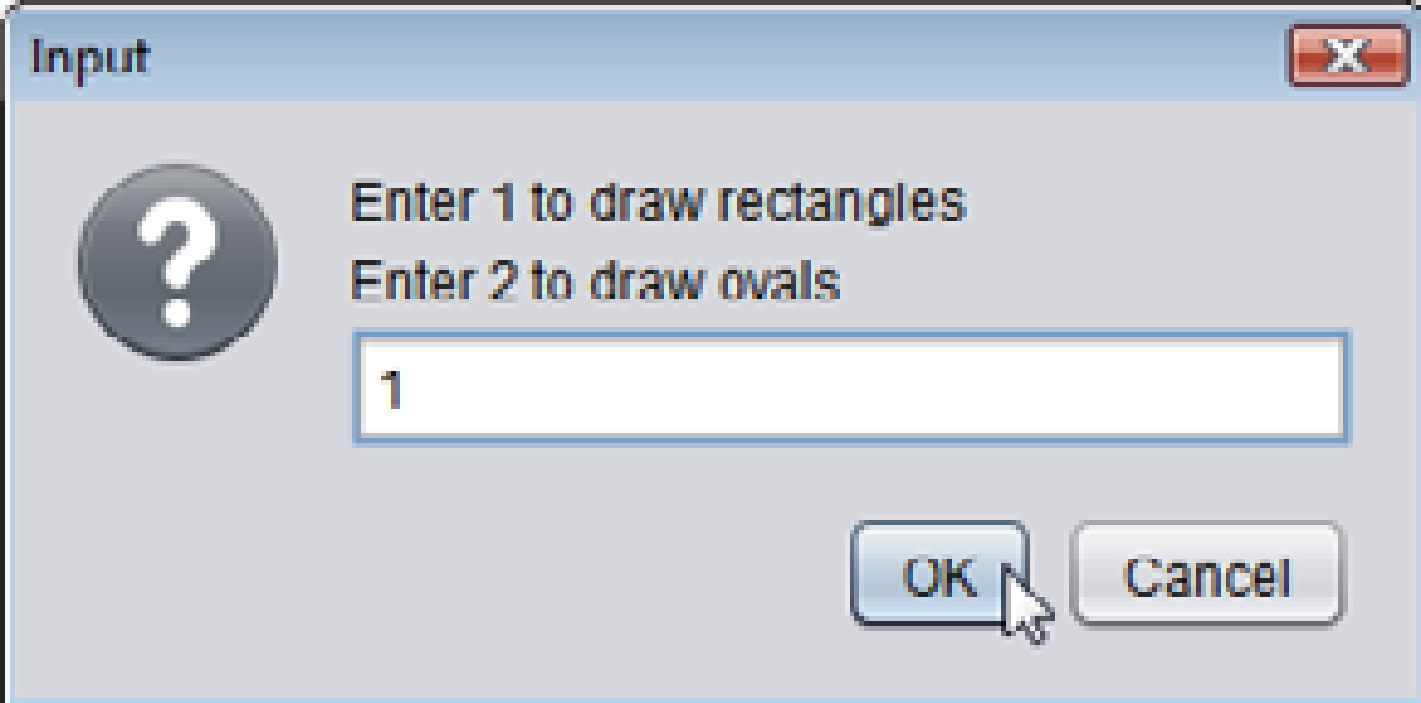 Input
Enter 1 to draw rectangles
Enter 2 to draw ovals
1
OK Cancel